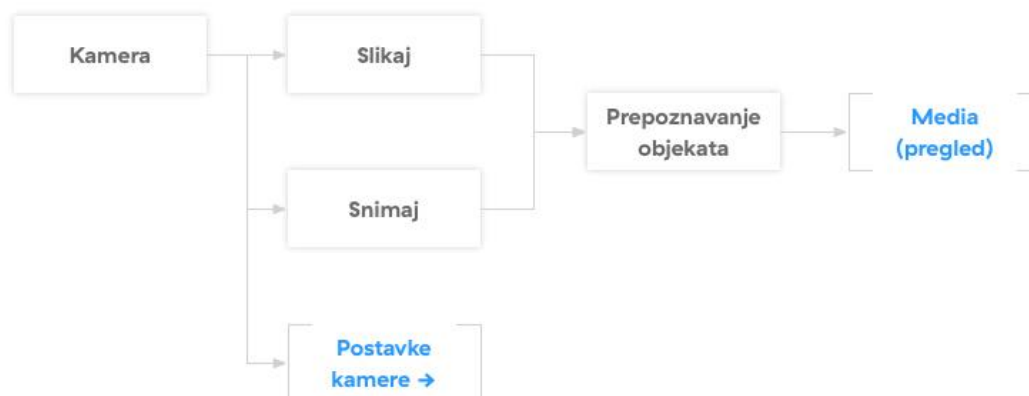 Kamera
Slikaj
Snimaj
Postavke
kamere →
Prepoznavanje
objekata
Media
(pregled)